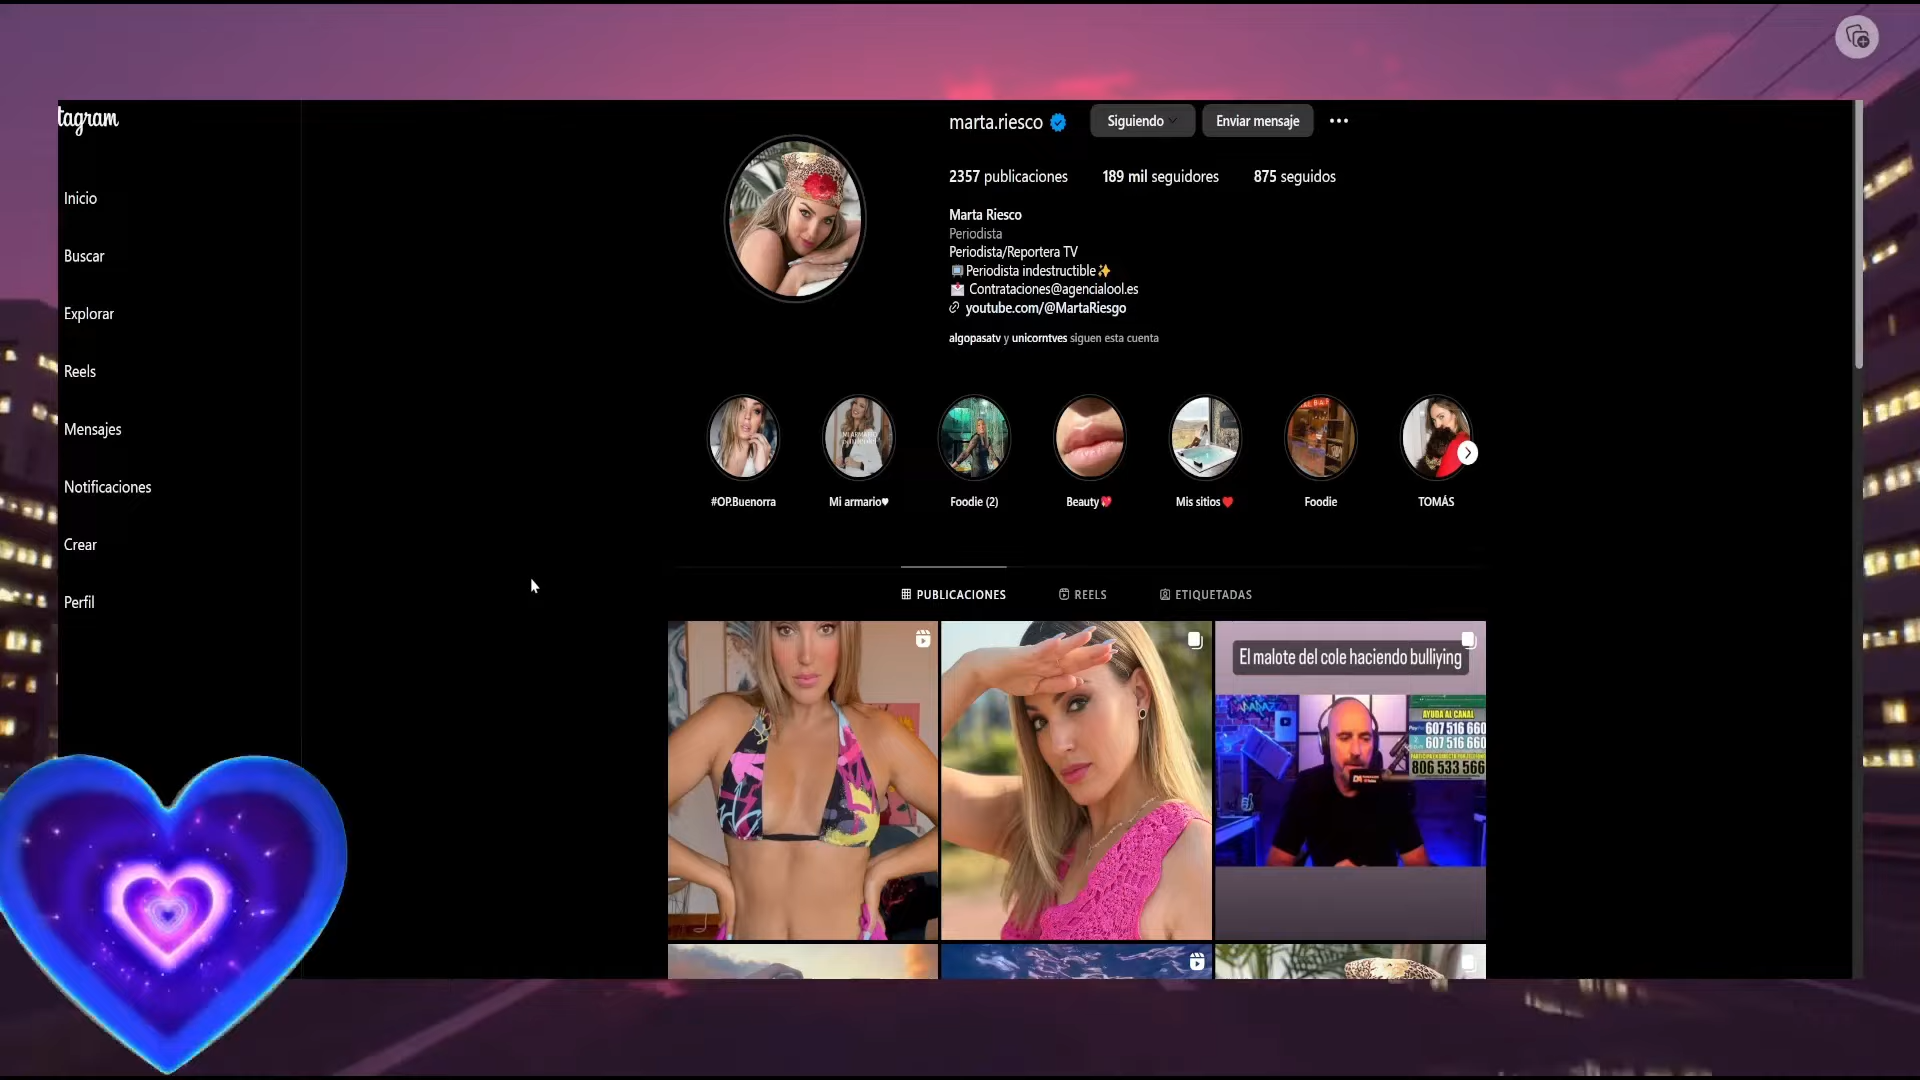 tagram
Inicio
Buscar
Explorar
Reels
Mensajes
Notificaciones
Crear
Perfil
marta.riesco
Siguiendo
Enviar mensaje
2357 publicaciones 189 mil seguidores 875 seguidos
Marta Riesco
Periodista
Periodista/Reportera TV
Periodista indestructible✨
Contrataciones@agencialool.es
youtube.com/@MartaRiesgo
algopasatv y unicorntves siguen esta cuenta
#OP.Buenorra
Mi armario♥
Foodie (2)
Beauty💖
Mis sitios❤️
Foodie
TOMÁS
PUBLICACIONES
REELS
ETIQUETADAS
El malote del cole haciendo bulliying
AYUDA AL CANAL
607 516 660
607 516 660
806 533 566